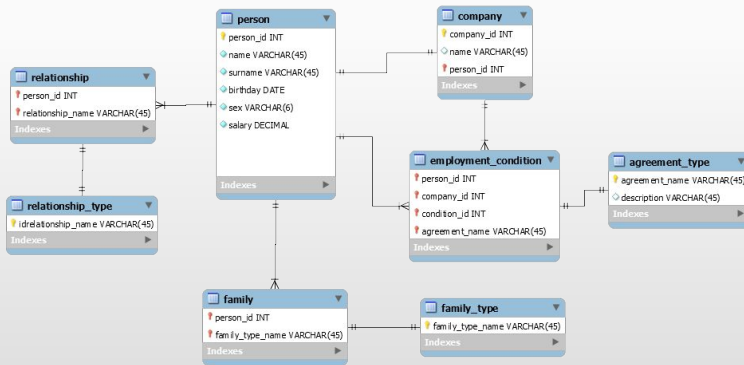 person
person_id INT
name VARCHAR(45)
surname VARCHAR(45)
birthday DATE
sex VARCHAR(6)
salary DECIMAL
Indexes
company
company_id INT
name VARCHAR(45)
person_id INT
Indexes
relationship
person_id INT
relationship_name VARCHAR(45)
Indexes
employment_condition
person_id INT
company_id INT
condition_id INT
agreement_name VARCHAR(45)
Indexes
agreement_type
agreement_name VARCHAR(45)
description VARCHAR(45)
Indexes
relationship_type
idrelationship_name VARCHAR(45)
Indexes
family
person_id INT
family_type_name VARCHAR(45)
Indexes
family_type
family_type_name VARCHAR(45)
Indexes